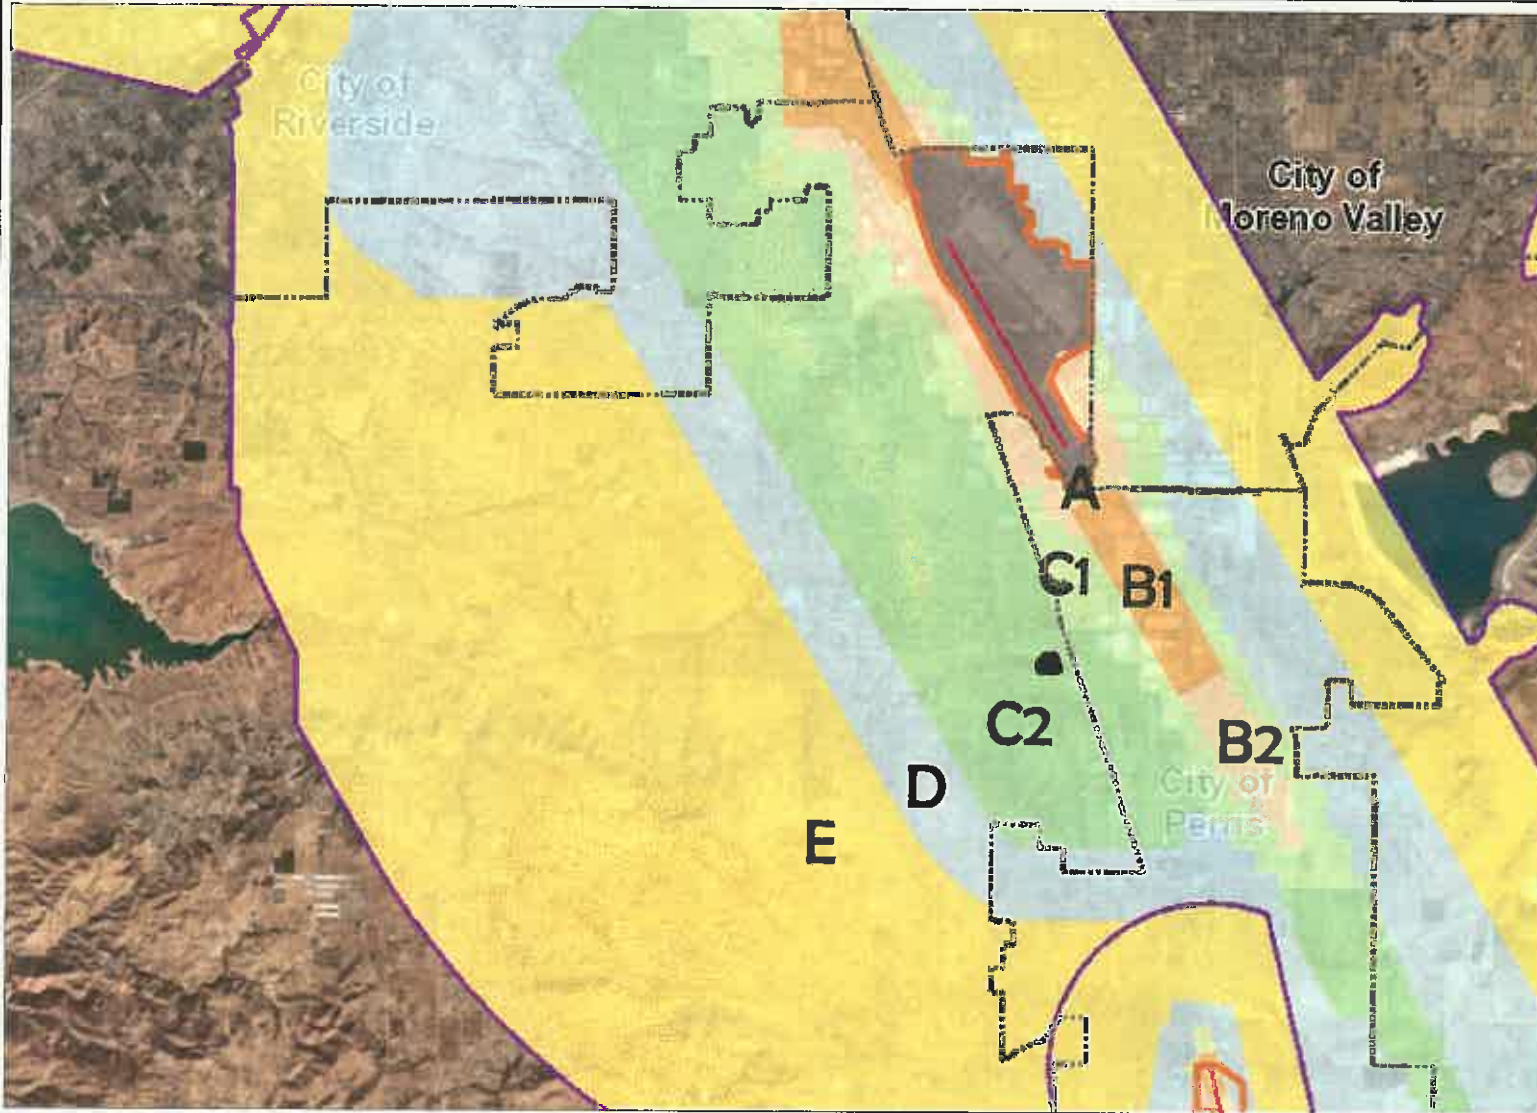 City of
Riverside
City of
Moreno Valley
A
C1
B1
C2
B2
D
City of
Perris
E